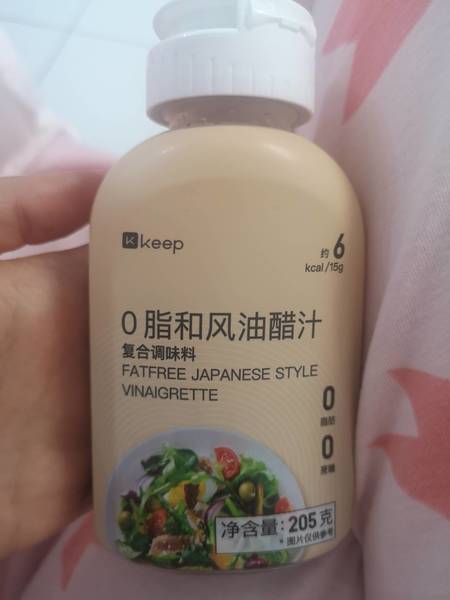 keep
约6
kcal/15g
0脂和风油醋汁
复合调味料
FATFREE JAPANESE STYLE
VINAIGRETTE
0
脂肪
0
蔗糖
净含量：205克
*图片仅供参考